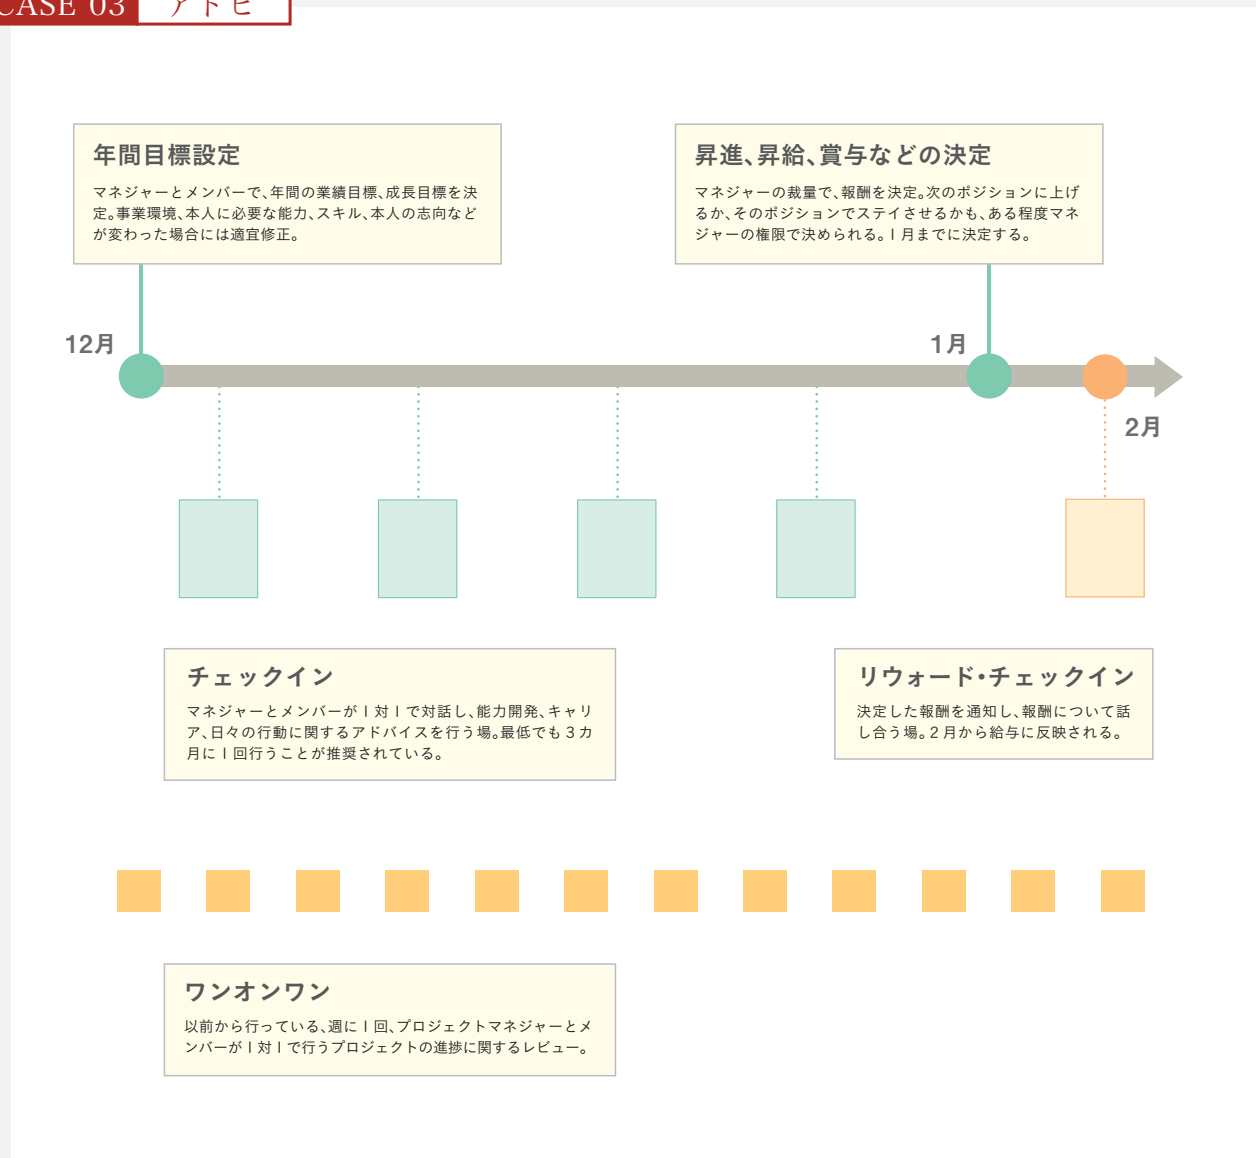 CASE 03
アドビ
年間目標設定
マネジャーとメンバーで、年間の業績目標、成長目標を決
定。事業環境、本人に必要な能力、スキル、本人の志向など
が変わった場合には適宜修正。
昇進、昇給、賞与などの決定
マネジャーの裁量で、報酬を決定。次のポジションに上げ
るか、そのポジションでステイさせるかも、ある程度マネ
ジャーの権限で決められる。1月までに決定する。
12月
1月
2月
チェックイン
マネジャーとメンバーが1対1で対話し、能力開発、キャリ
ア、日々の行動に関するアドバイスを行う場。最低でも3カ
月に1回行うことが推奨されている。
リウォード・チェックイン
決定した報酬を通知し、報酬について話
し合う場。2月から給与に反映される。
ワンオンワン
以前から行っている、週に1回、プロジェクトマネジャーとメ
ンバーが1対1で行うプロジェクトの進捗に関するレビュー。